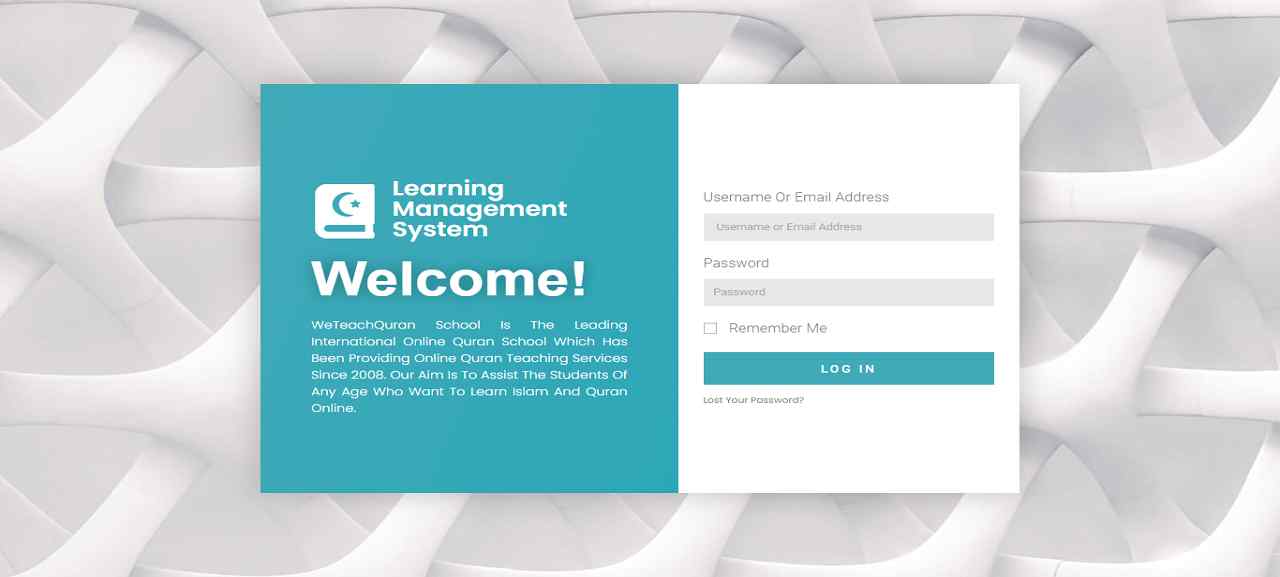 Learning
Management
System
Welcome!
WeTeachQuran School Is The Leading
International Online Quran School Which Has
Been Providing Online Quran Teaching Services
Since 2008. Our Aim Is To Assist The Students Of
Any Age Who Want To Learn Islam And Quran
Online.
Username Or Email Address
Username or Email Address
Password
Password
Remember Me
LOG IN
Lost Your Password?